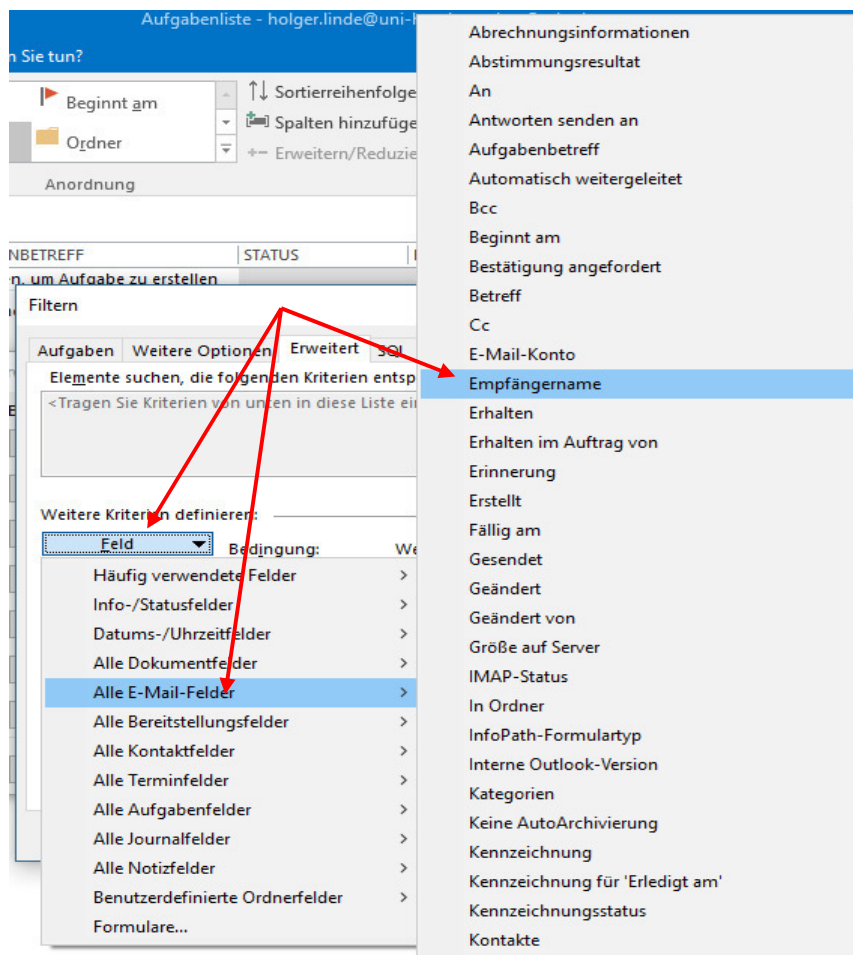 Aufgabenliste - holger.linde@uni-
n Sie tun?
Beginnt am
Ordner
Sortierreihenfolge
Spalten hinzufüge
Erweitern/Reduzie
Anordnung
NBETREFF
STATUS
n, um Aufgabe zu erstellen
Filtern
Aufgaben
Weitere Optionen
Erweitert
SQL
Elemente suchen, die folgenden Kriterien entsp
<Tragen Sie Kriterien von unten in diese Liste ei
Weitere Kriterien definieren:
Feld
Bedingung:
We
Häufig verwendete Felder
Info-/Statusfelder
Datums-/Uhrzeitfelder
Alle Dokumentfelder
Alle E-Mail-Felder
Alle Bereitstellungsfelder
Alle Kontaktfelder
Alle Terminfelder
Alle Aufgabenfelder
Alle Journalfelder
Alle Notizfelder
Benutzerdefinierte Ordnerfelder
Formulare...
Abrechnungsinformationen
Abstimmungsresultat
An
Antworten senden an
Aufgabenbetreff
Automatisch weitergeleitet
Bcc
Beginnt am
Bestätigung angefordert
Betreff
Cc
E-Mail-Konto
Empfängername
Erhalten
Erhalten im Auftrag von
Erinnerung
Erstellt
Fällig am
Gesendet
Geändert
Geändert von
Größe auf Server
IMAP-Status
In Ordner
InfoPath-Formulartyp
Interne Outlook-Version
Kategorien
Keine AutoArchivierung
Kennzeichnung
Kennzeichnung für 'Erledigt am'
Kennzeichnungsstatus
Kontakte